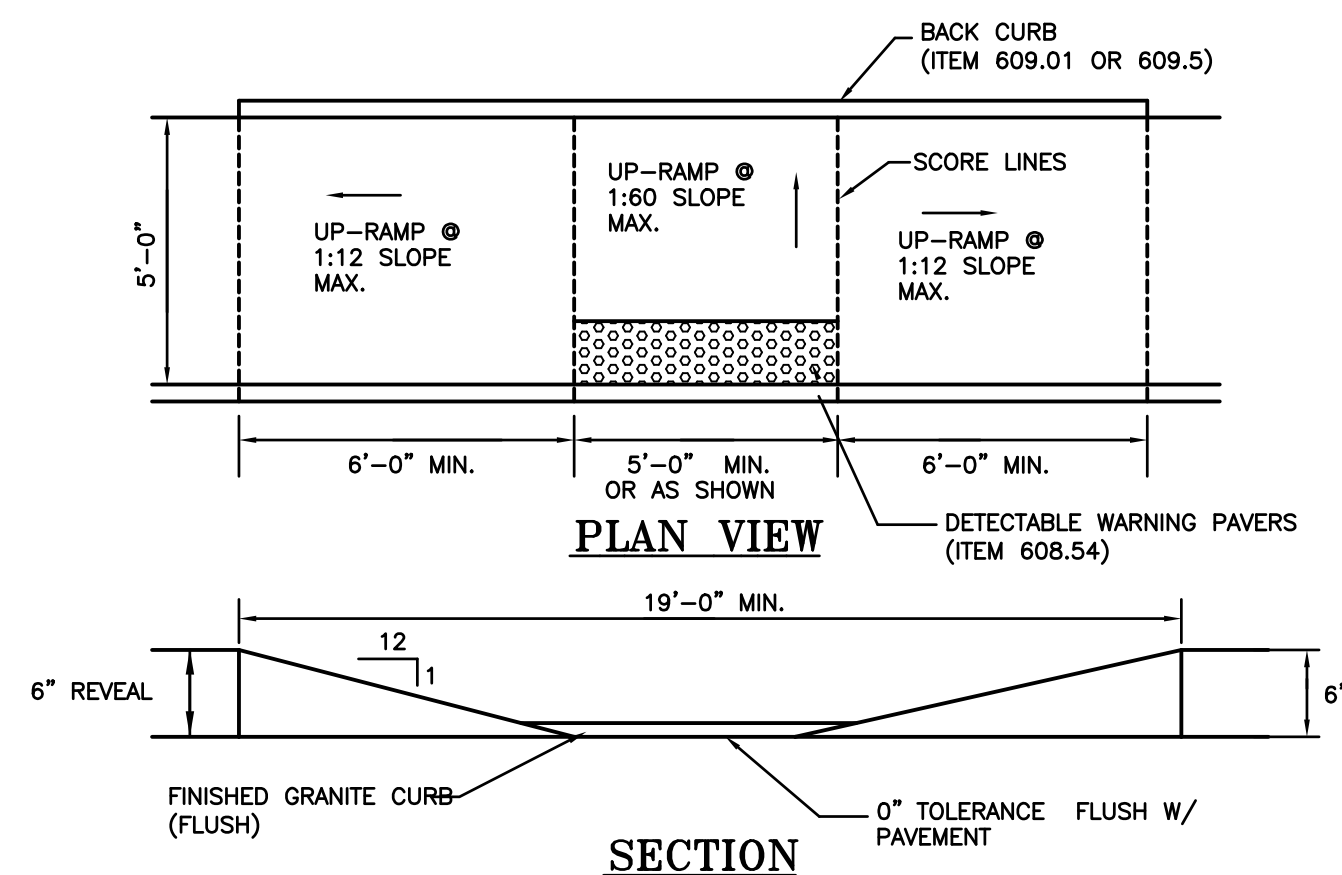 BACK CURB
(ITEM 609.01 OR 609.5)
SCORE LINES
UP-RAMP @
1:60 SLOPE
MAX.
UP-RAMP @
1:12 SLOPE
MAX.
UP-RAMP @
1:12 SLOPE
MAX.
5'-0"
6'-0" MIN.
5'-0" MIN.
OR AS SHOWN
6'-0" MIN.
DETECTABLE WARNING PAVERS
(ITEM 608.54)
PLAN VIEW
19'-0" MIN.
12
1
6" REVEAL
6'
FINISHED GRANITE CURB
(FLUSH)
0" TOLERANCE FLUSH W/
PAVEMENT
SECTION